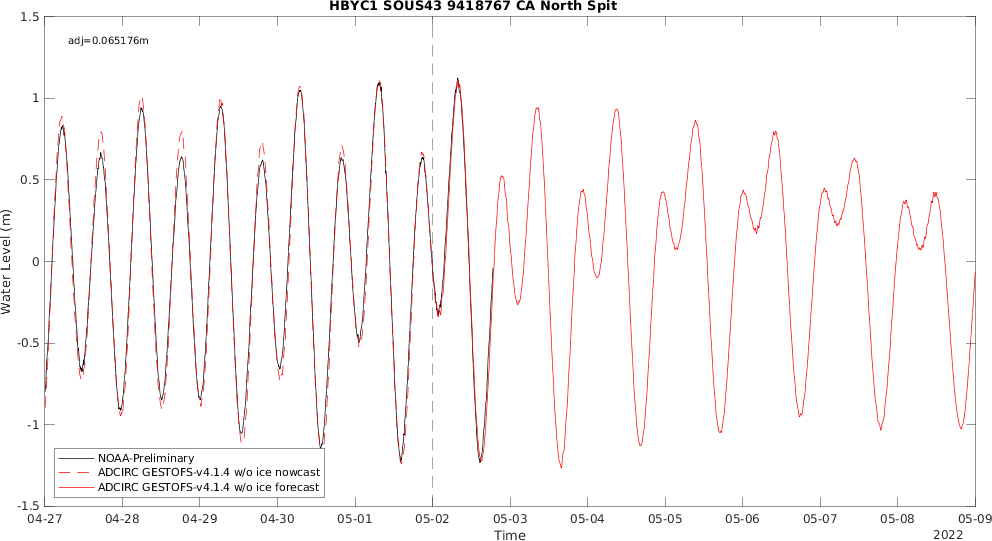 HBYC1 SOUS43 9418767 CA North Spit
adj=0.065176m
1.5
1
0.5
0
-0.5
-1
-1.5
Water Level (m)
NOAA-Preliminary
ADCIRC GESTOFS-v4.1.4 w/o ice nowcast
ADCIRC GESTOFS-v4.1.4 w/o ice forecast
04-27 04-28 04-29 04-30 05-01 05-02 05-03 05-04 05-05 05-06 05-07 05-08 05-09
Time
2022